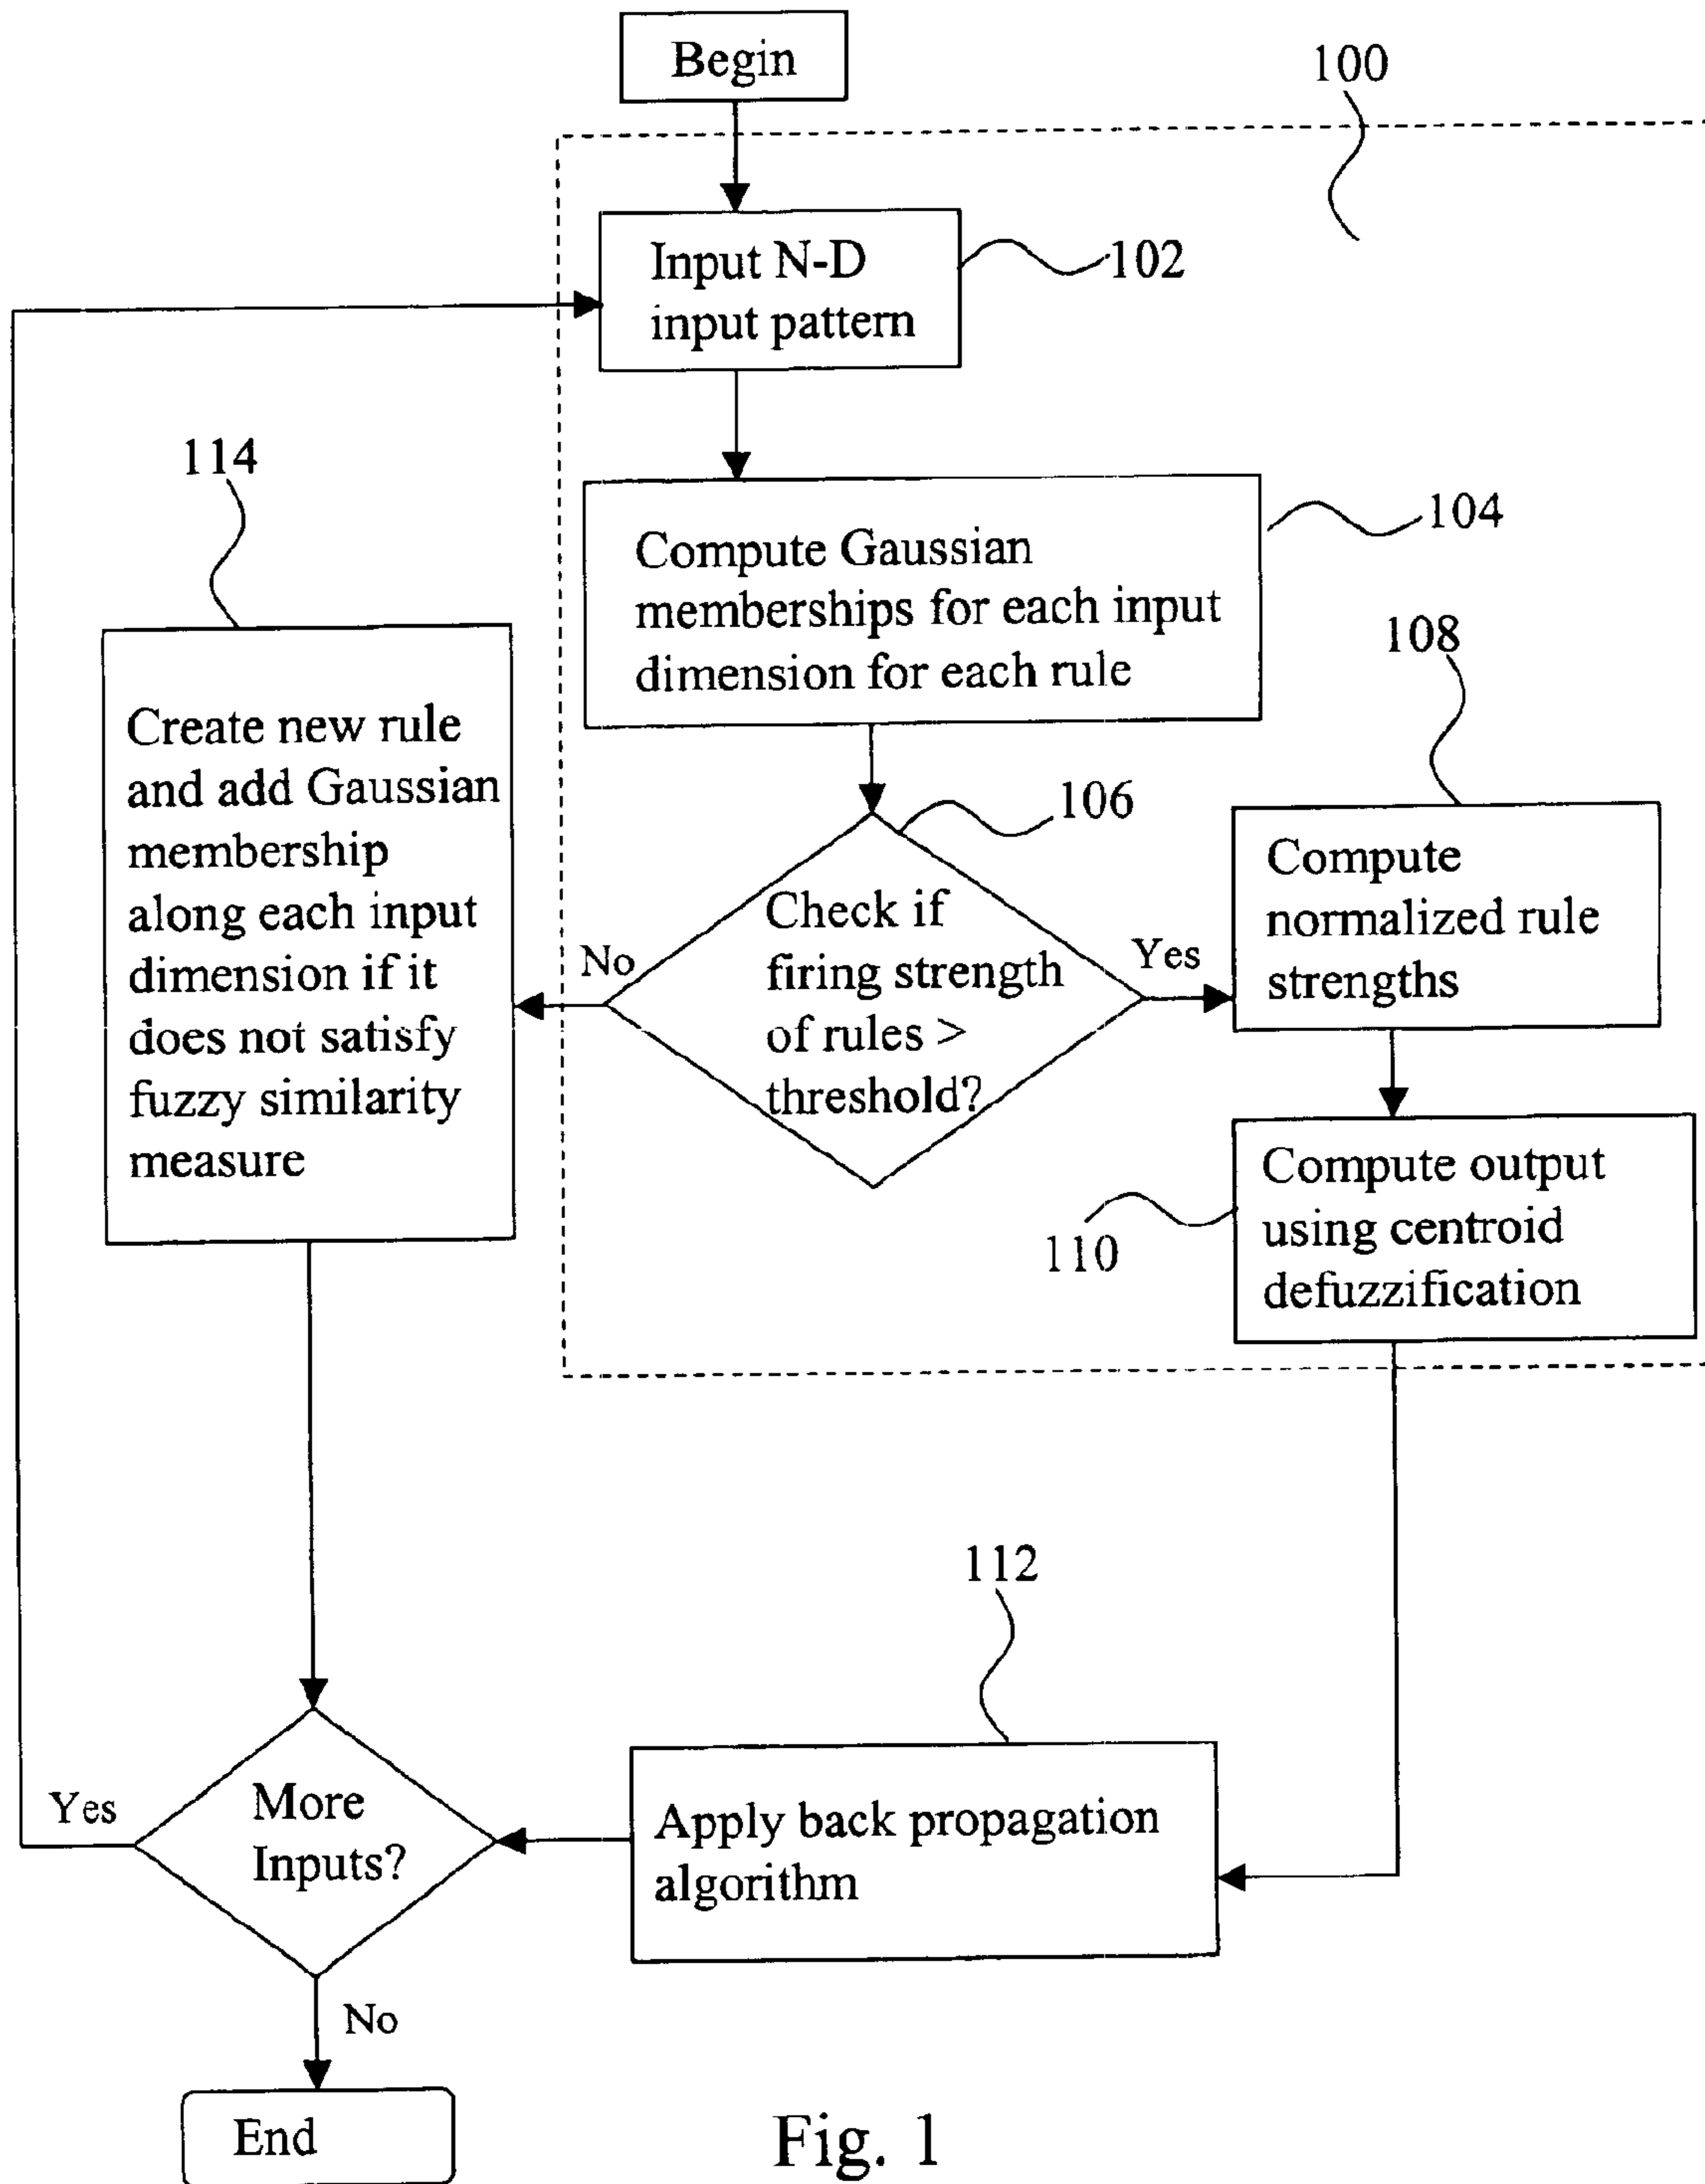 Begin
100
Input N-D
input pattern
102
114
Compute Gaussian
memberships for each input
dimension for each rule
104
108
Create new rule
and add Gaussian
membership
along each input
dimension if it
does not satisfy
fuzzy similarity
measure
106
Check if
firing strength
of rules >
threshold?
No
Yes
Compute
normalized rule
strengths
Compute output
using centroid
defuzzification
110
112
Apply back propagation
algorithm
More
Inputs?
Yes
No
End
Fig. 1